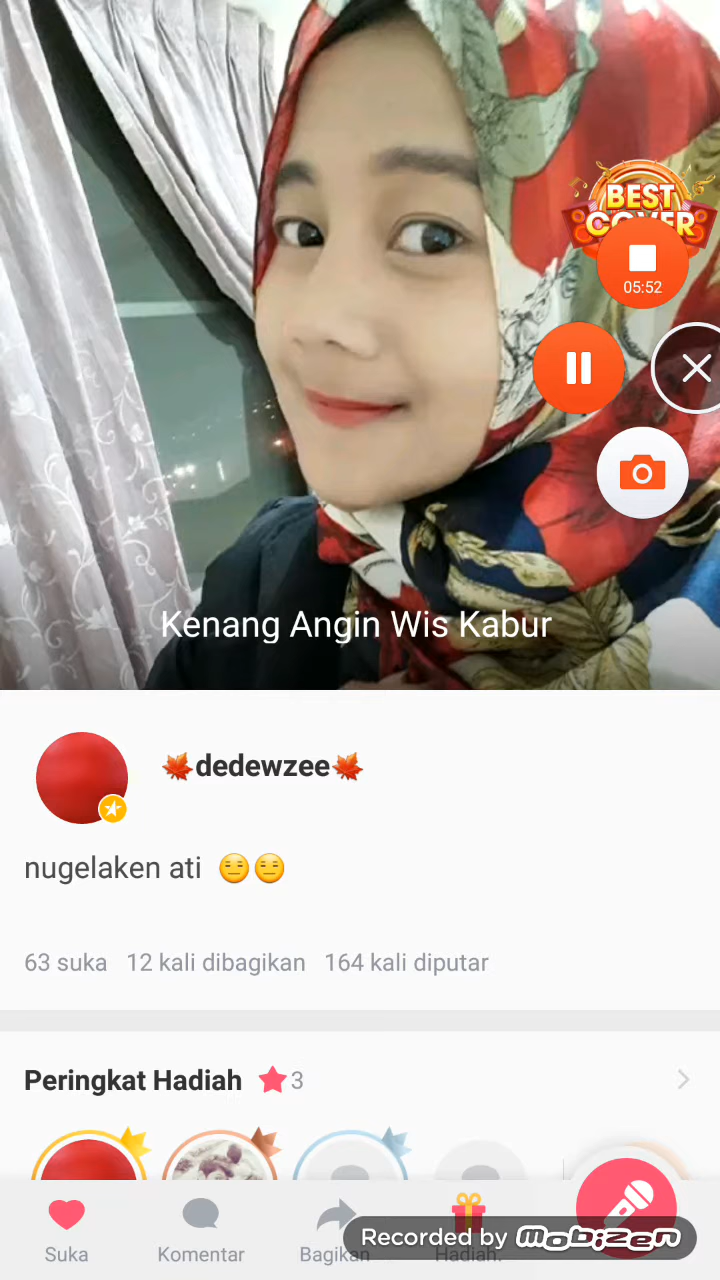 BEST
COVER
05:52
Kenang Angin Wis Kabur
🍁dedewzee🍁
nugelaken ati 😑😑
63 suka 12 kali dibagikan 164 kali diputar
Peringkat Hadiah 3
Suka Komentar Bagikan Hadiah
Recorded by mobizen